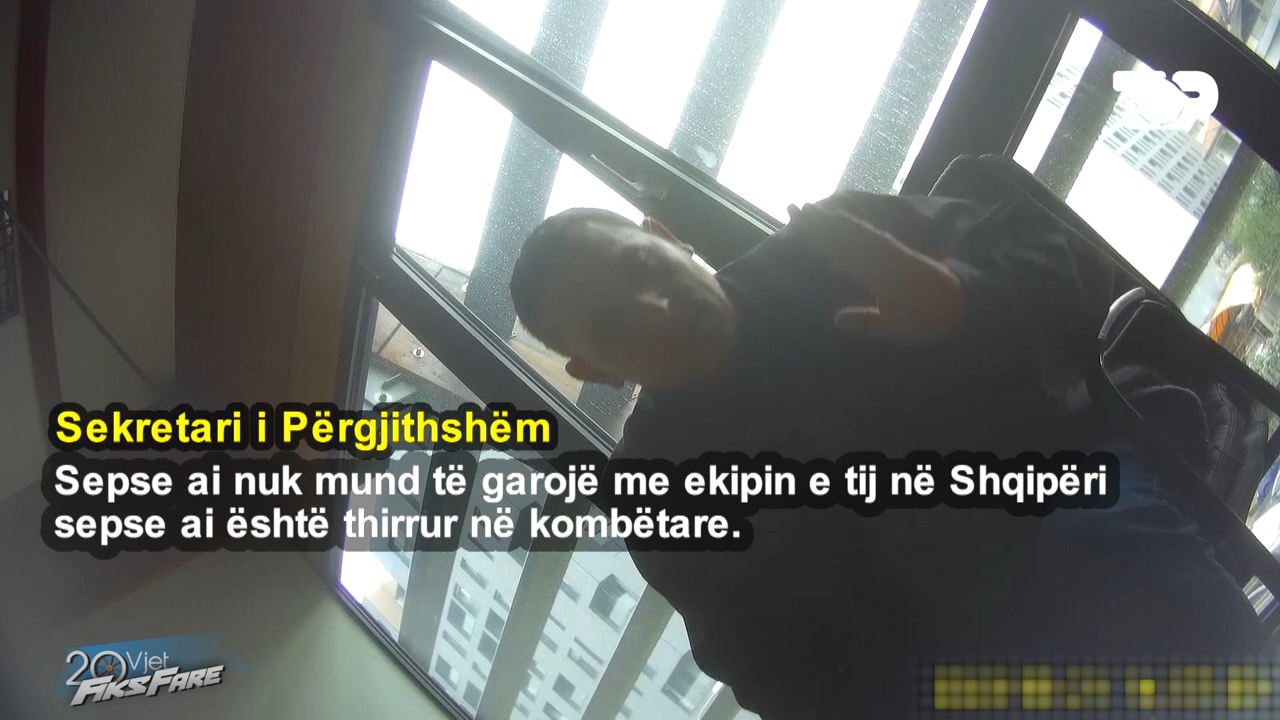 Sekretari i Përgjithshëm
Sepse ai nuk mund të garojë me ekipin e tij në Shqipëri
sepse ai është thirrur në kombëtare.
20 Vjet
FIKS FARE